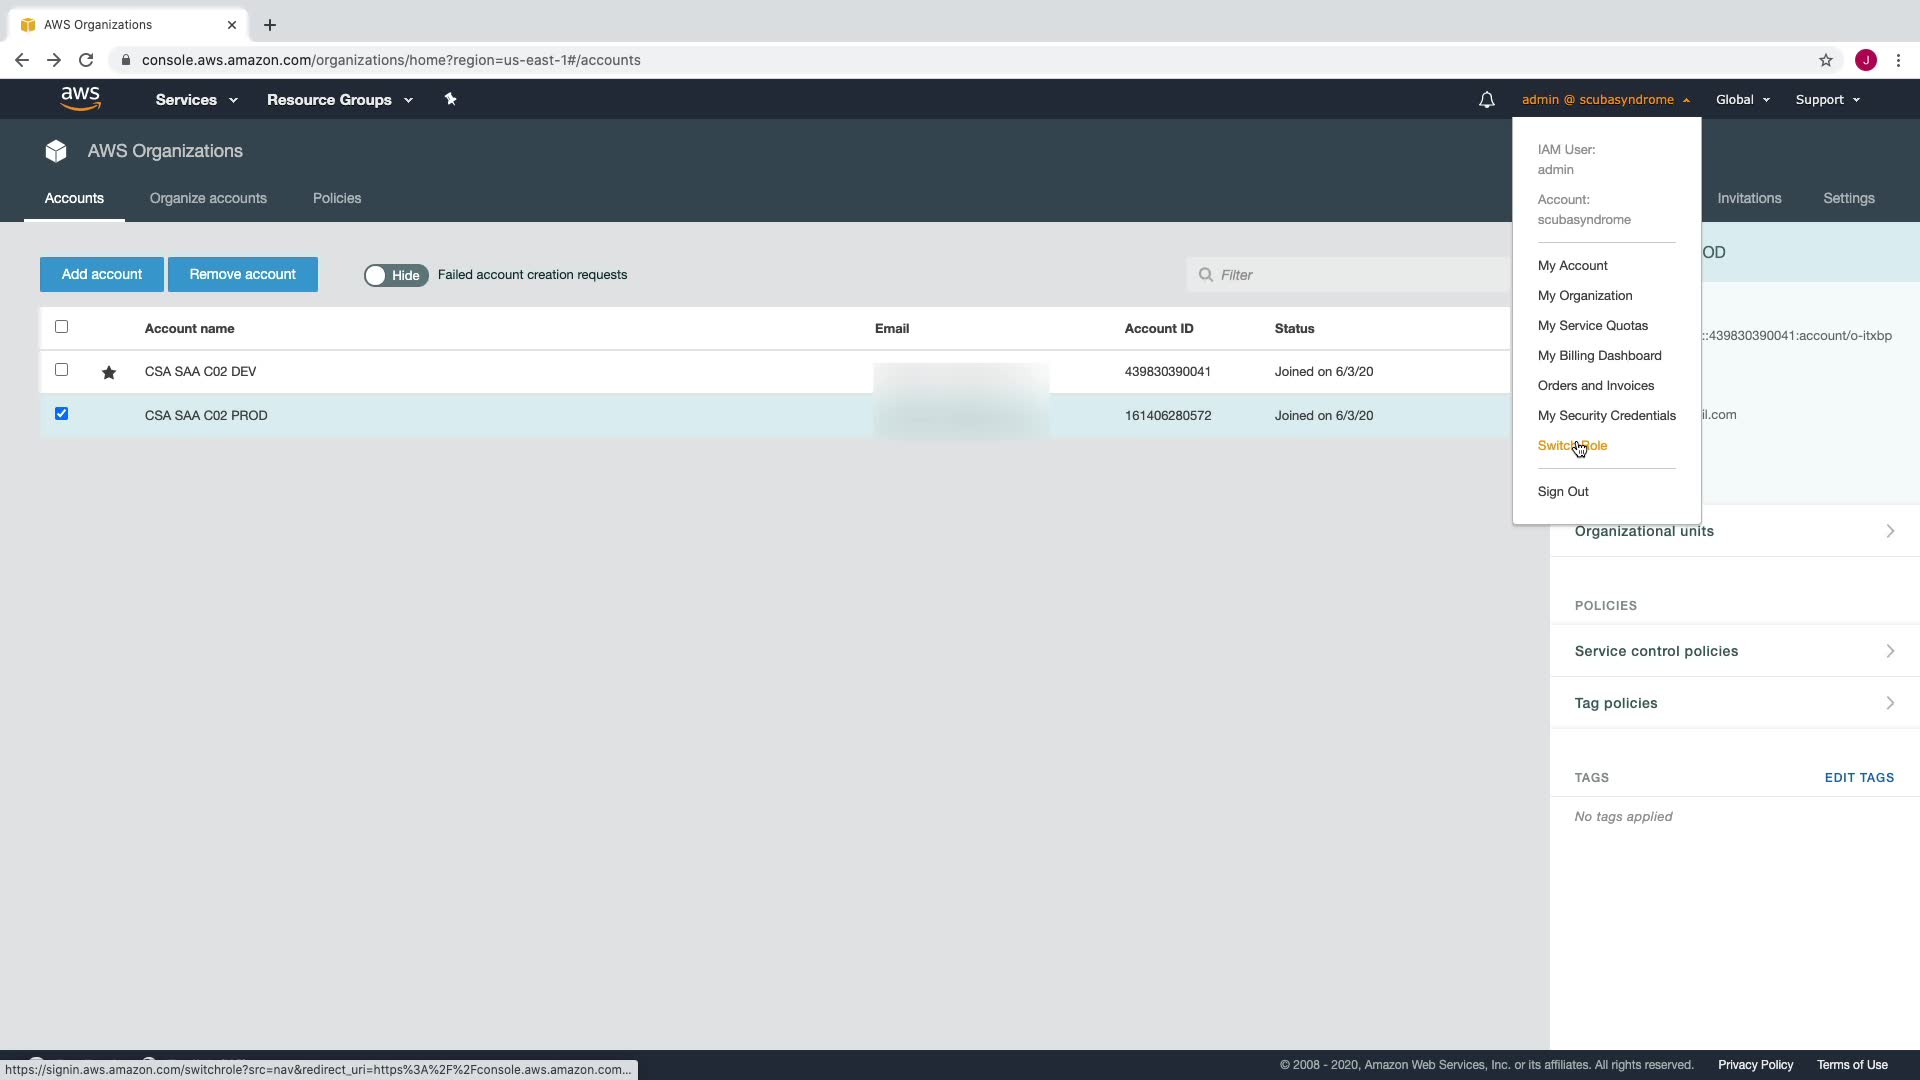 AWS Organizations
console.aws.amazon.com/organizations/home?region=us-east-1#/accounts
J
aws
Services
Resource Groups
admin @ scubasyndrome
Global
Support
AWS Organizations
Accounts
Organize accounts
Policies
Invitations
Settings
IAM User:
admin
Account:
scubasyndrome
My Account
My Organization
My Service Quotas
My Billing Dashboard
Orders and Invoices
My Security Credentials
Switch Role
Sign Out
Add account
Remove account
Hide
Failed account creation requests
Filter
Account name
Email
Account ID
Status
CSA SAA C02 DEV
439830390041
Joined on 6/3/20
CSA SAA C02 PROD
161406280572
Joined on 6/3/20
OD
::439830390041:account/o-itxbp
il.com
Organizational units
POLICIES
Service control policies
Tag policies
TAGS
EDIT TAGS
No tags applied
https://signin.aws.amazon.com/switchrole?src=nav&redirect_uri=https%3A%2F%2Fconsole.aws.amazon.com...
© 2008 - 2020, Amazon Web Services, Inc. or its affiliates. All rights reserved.
Privacy Policy
Terms of Use